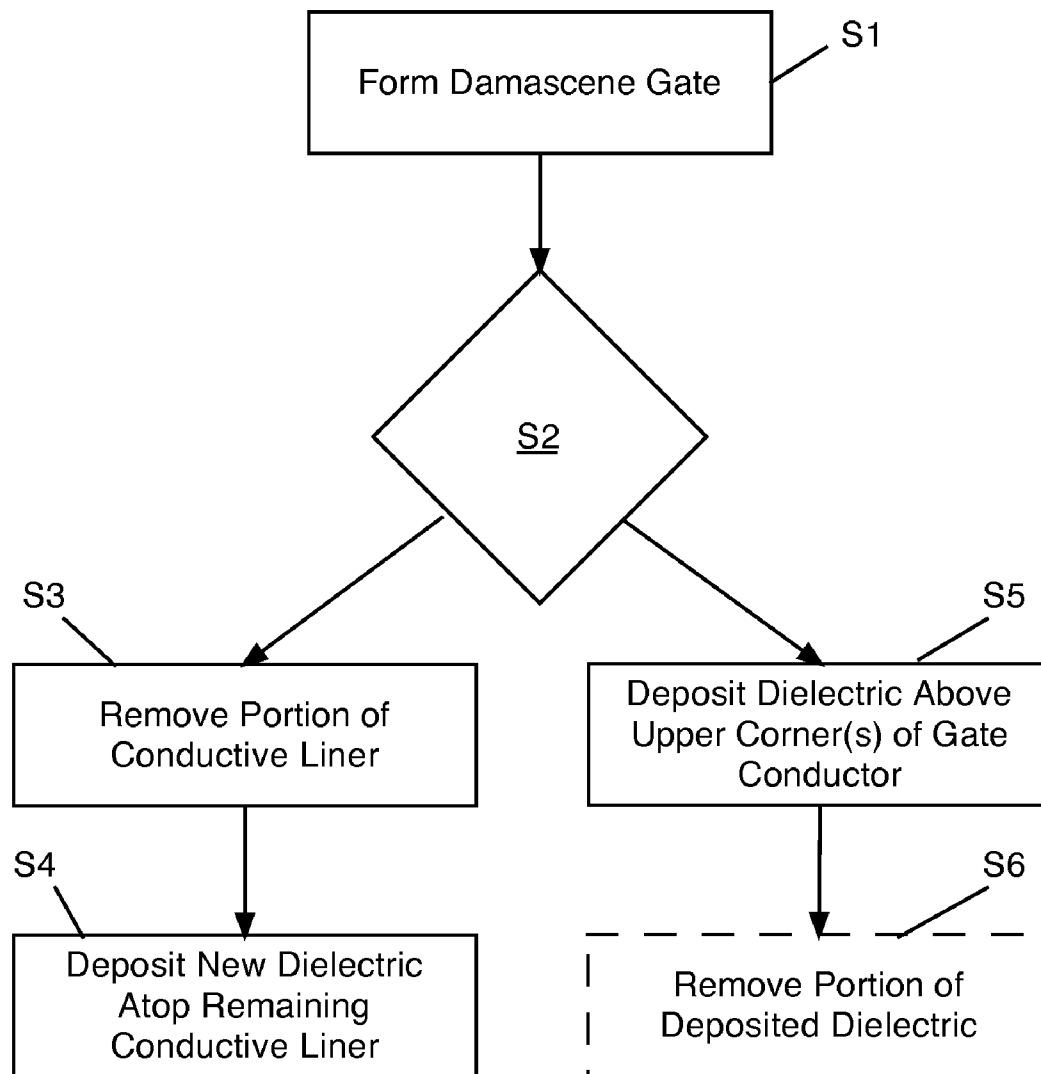 S1
Form Damascene Gate
S2
S3
Remove Portion of
Conductive Liner
S5
Deposit Dielectric Above
Upper Corner(s) of Gate
Conductor
S4
Deposit New Dielectric
Atop Remaining
Conductive Liner
S6
Remove Portion of
Deposited Dielectric